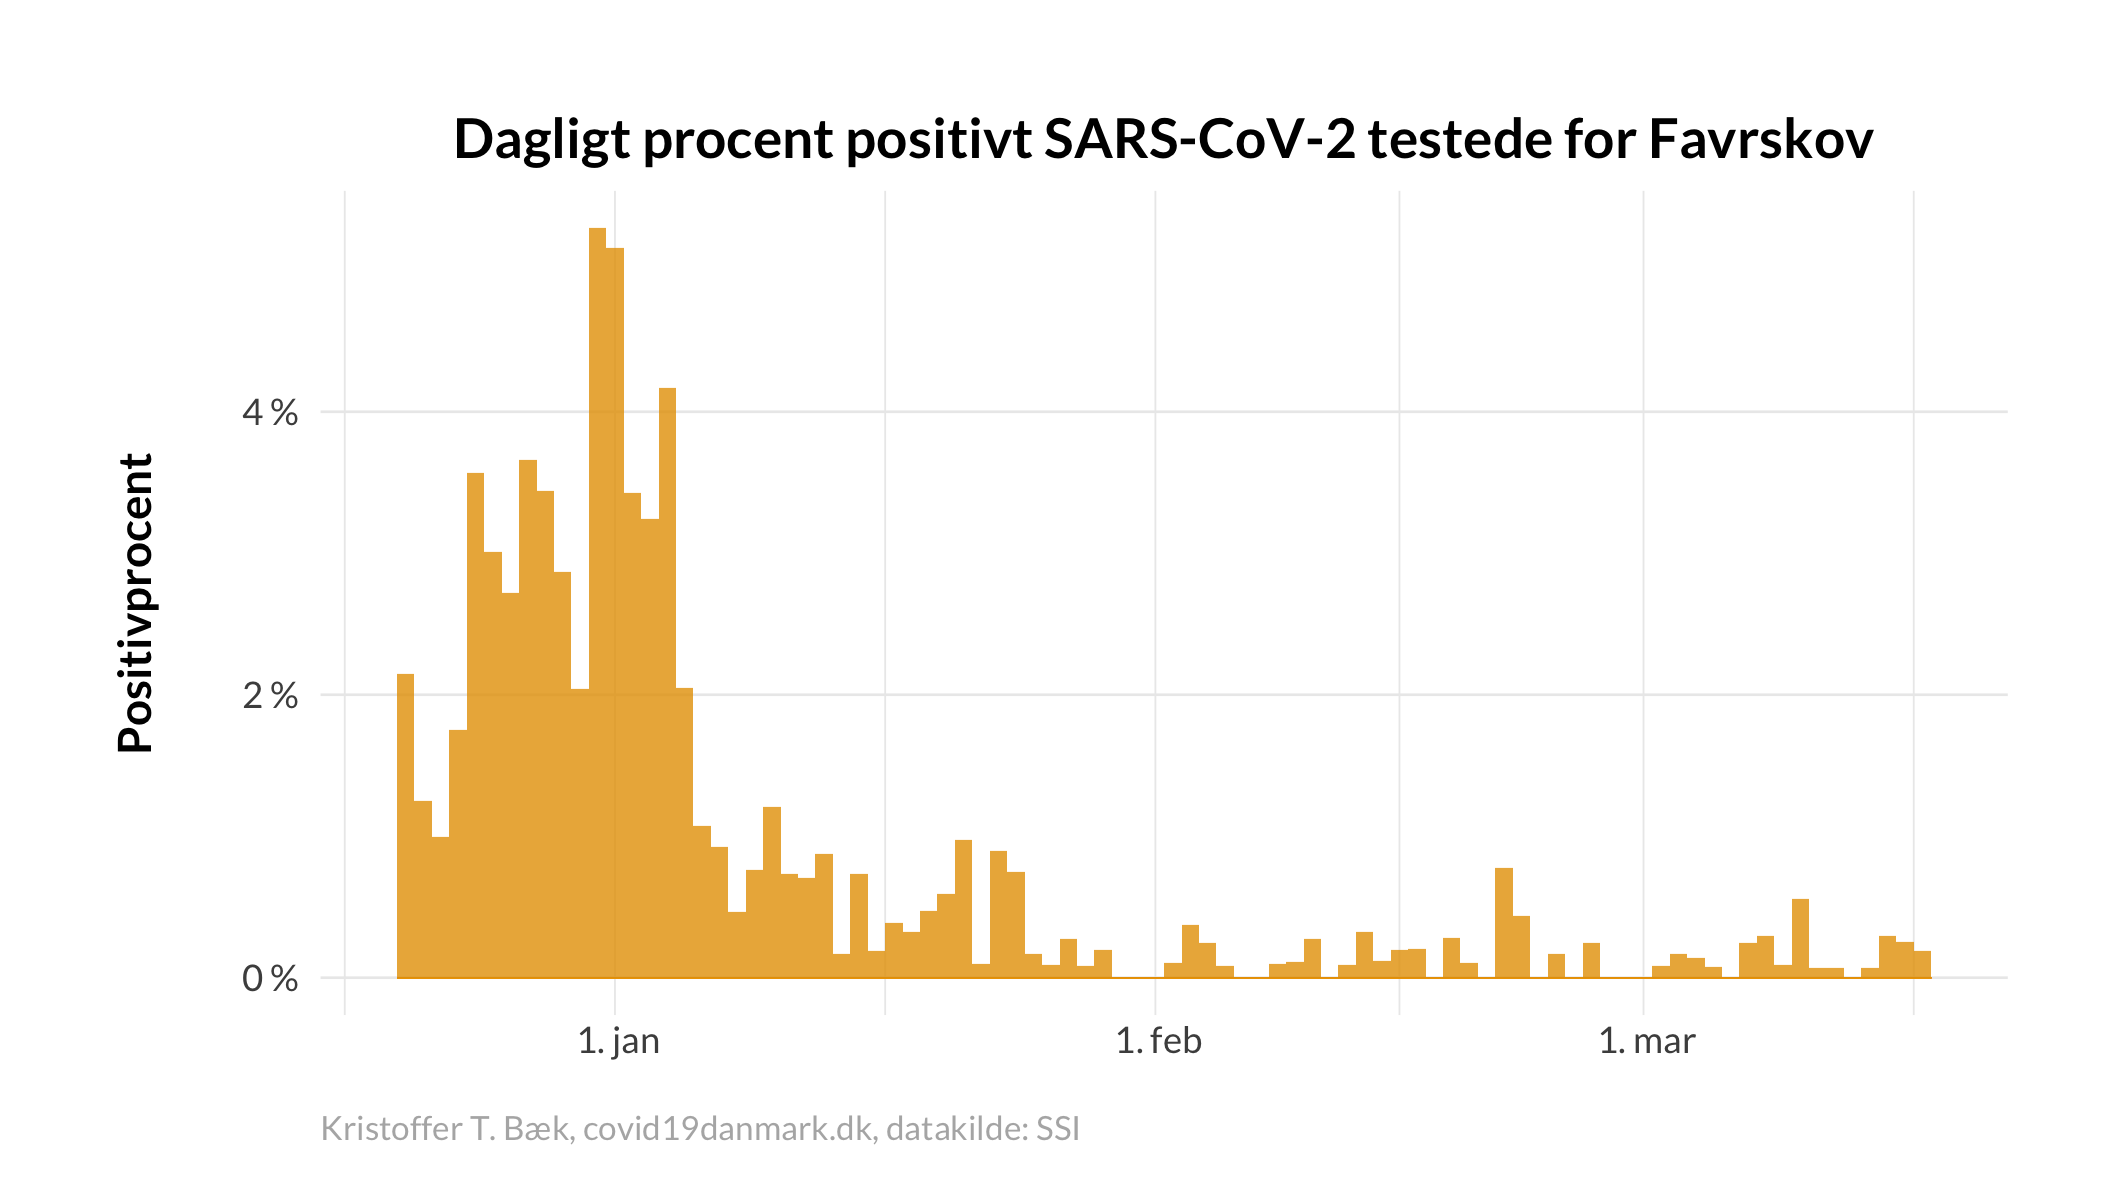 Dagligt procent positivt SARS-CoV-2 testede for Favrskov
Positivprocent
4 %
2 %
0 %
1. jan
1. feb
1. mar
Kristoffer T. Bæk, covid19danmark.dk, datakilde: SSI